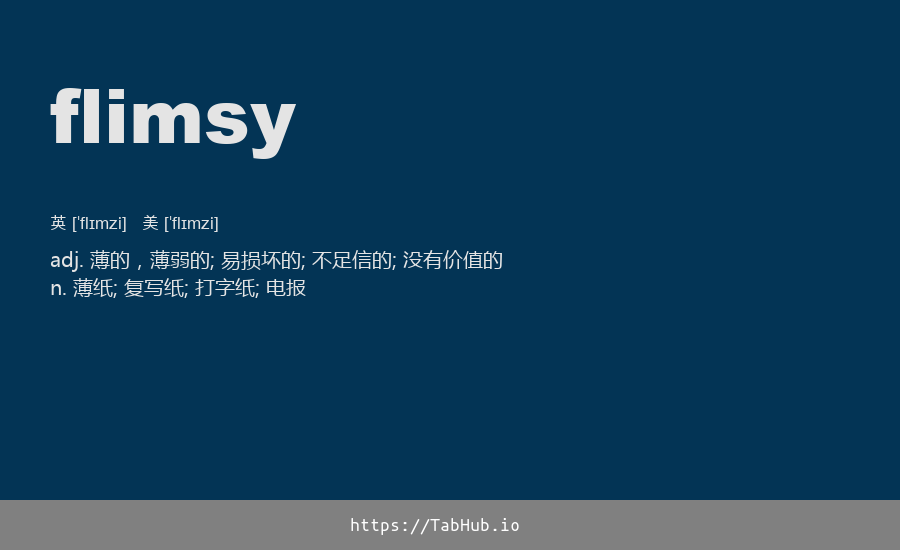 flimsy
英 ['flɪmzi] 美 ['flɪmzi]
adj. 薄的，薄弱的; 易损坏的; 不足信的; 没有价值的
n. 薄纸; 复写纸; 打字纸; 电报
https://TabHub.io